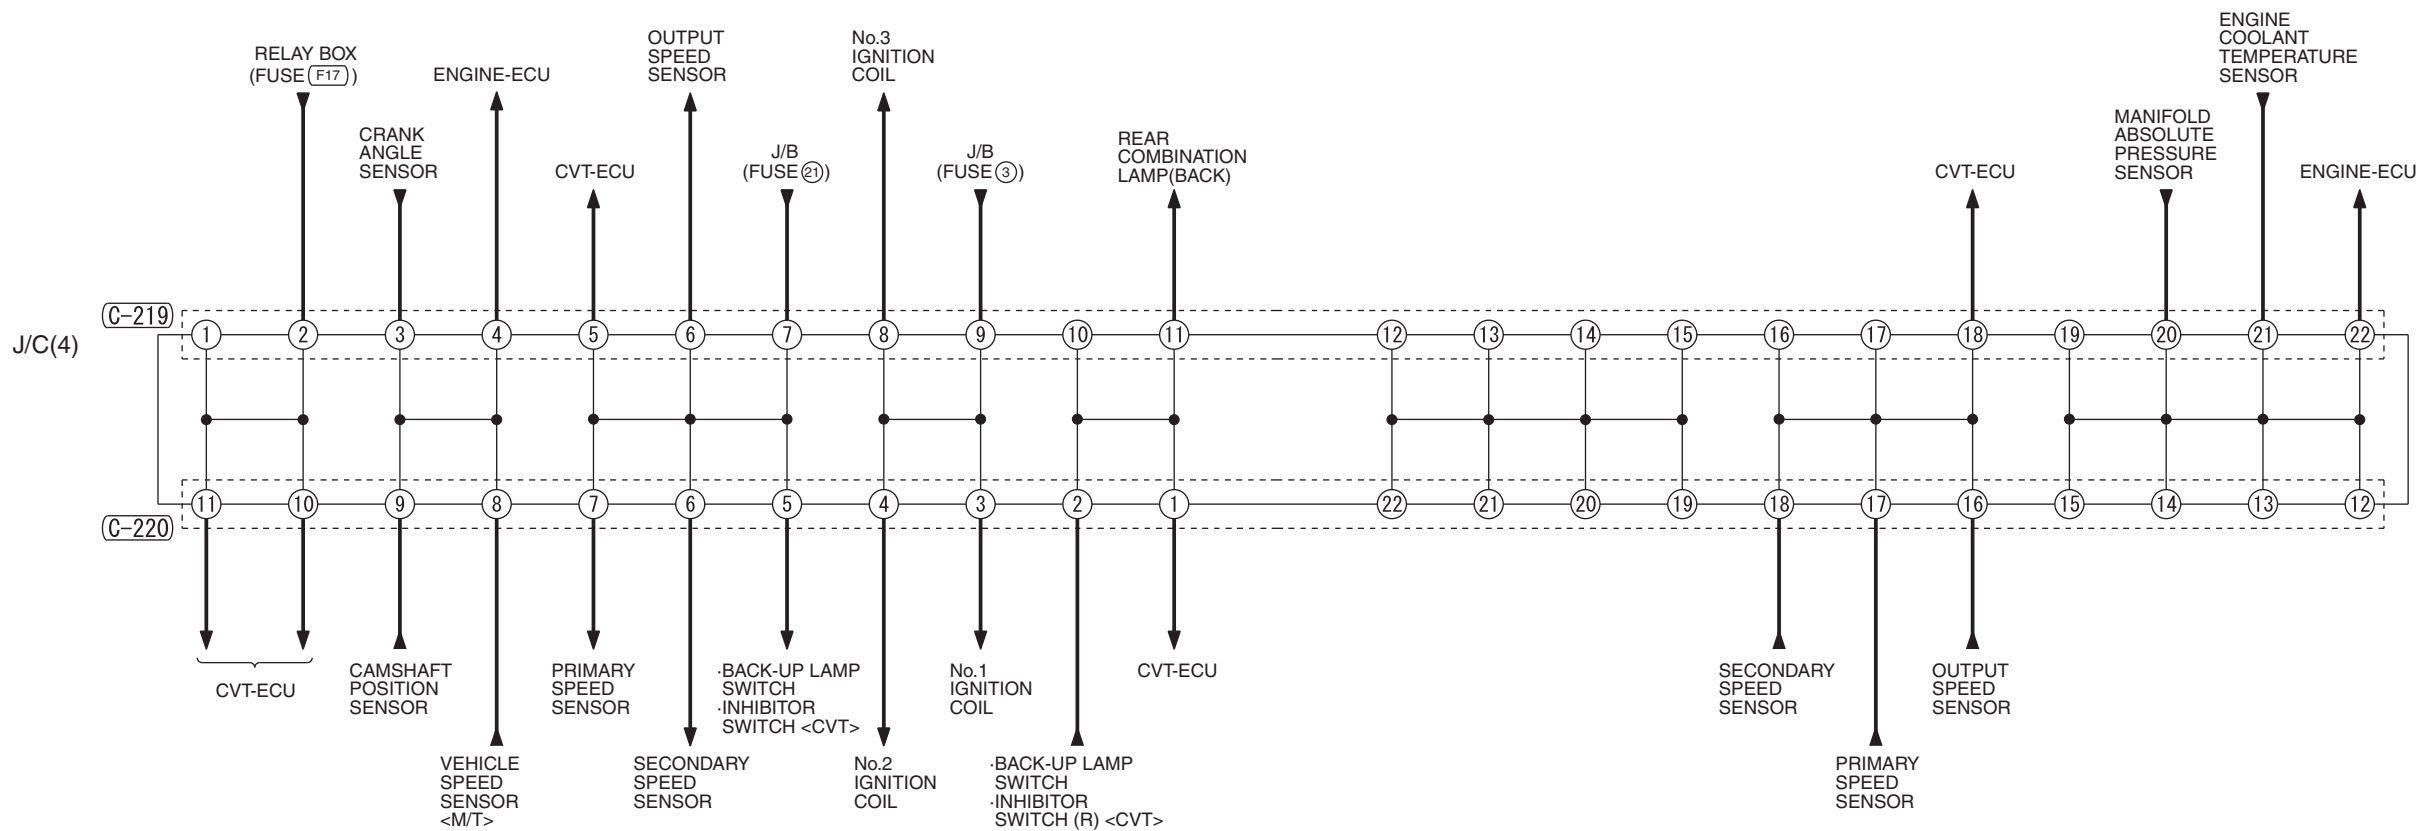 RELAY BOX
(FUSE F17)
CRANK
ANGLE
SENSOR
ENGINE-ECU
CVT-ECU
OUTPUT
SPEED
SENSOR
J/B
(FUSE 21)
No.3
IGNITION
COIL
J/B
(FUSE 3)
REAR
COMBINATION
LAMP(BACK)
CVT-ECU
MANIFOLD
ABSOLUTE
PRESSURE
SENSOR
ENGINE
COOLANT
TEMPERATURE
SENSOR
ENGINE-ECU
J/C(4)
C-219
1 2 3 4 5 6 7 8 9 10 11 12 13 14 15 16 17 18 19 20 21 22
11 10 9 8 7 6 5 4 3 2 1 22 21 20 19 18 17 16 15 14 13 12
C-220
CVT-ECU
CAMSHAFT
POSITION
SENSOR
VEHICLE
SPEED
SENSOR
<M/T>
PRIMARY
SPEED
SENSOR
SECONDARY
SPEED
SENSOR
·BACK-UP LAMP
SWITCH
·INHIBITOR
SWITCH <CVT>
No.2
IGNITION
COIL
No.1
IGNITION
COIL
·BACK-UP LAMP
SWITCH
·INHIBITOR
SWITCH (R) <CVT>
CVT-ECU
SECONDARY
SPEED
SENSOR
PRIMARY
SPEED
SENSOR
OUTPUT
SPEED
SENSOR